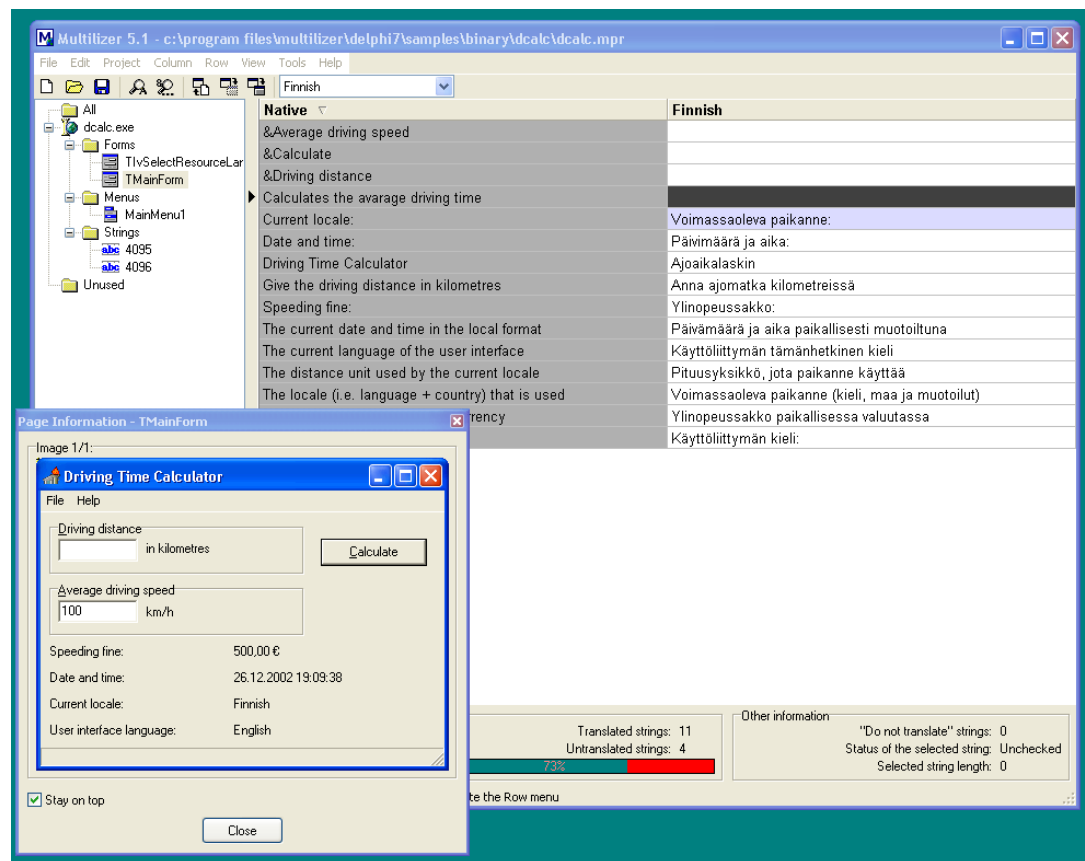 Multilizer 5.1 - c:\program files\multilizer\delphi7\samples\binary\dcalc\dcalc.mpr
File Edit Project Column Row View Tools Help
Finnish
All
dcalc.exe
Forms
TIvSelectResourceLar
TMainForm
Menus
MainMenu1
Strings
abc 4095
abc 4096
Unused
Native Finnish
&Average driving speed
&Calculate
&Driving distance
Calculates the avarage driving time
Current locale: Voimassaoleva paikanne:
Date and time: Päivimäärä ja aika:
Driving Time Calculator Ajoaikalaskin
Give the driving distance in kilometres Anna ajomatka kilometreissä
Speeding fine: Ylinopeussakko:
The current date and time in the local format Päivämäärä ja aika paikallisesti muotoiltuna
The current language of the user interface Käyttöliittymän tämänhetkinen kieli
The distance unit used by the current locale Pituusyksikkö, jota paikanne käyttää
The locale (i.e. language + country) that is used Voimassaoleva paikanne (kieli, maa ja muotoilut)
rrency Ylinopeussakko paikallisessa valuutassa
Käyttöliittymän kieli:
Page Information - TMainForm
Image 1/1:
Driving Time Calculator
File Help
Driving distance
in kilometres
Calculate
Average driving speed
100 km/h
Speeding fine: 500,00 €
Date and time: 26.12.2002 19:09:38
Current locale: Finnish
User interface language: English
Stay on top
Close
Translated strings: 11
Untranslated strings: 4
73%
Other information
"Do not translate" strings: 0
Status of the selected string: Unchecked
Selected string length: 0
te the Row menu